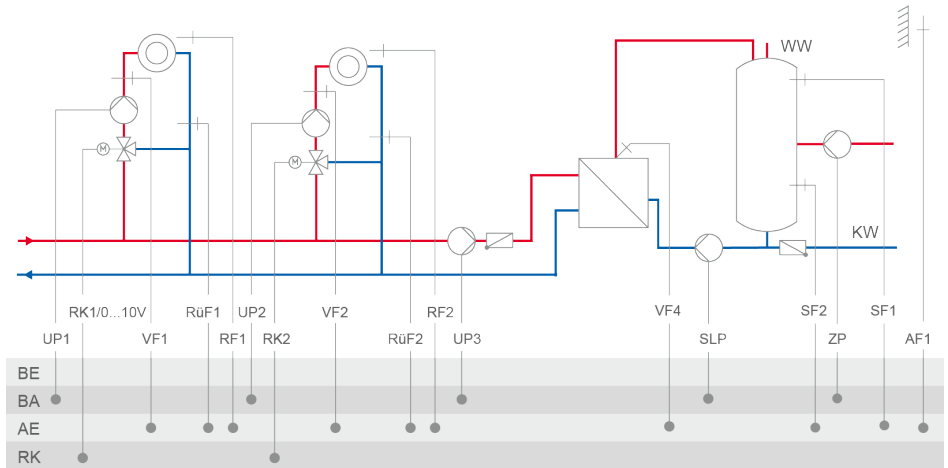 WW
M
M
KW
RK1/0...10V RüF1 UP2 VF2 RF2 VF4 SF2 SF1
UP1 VF1 RF1 RK2 RüF2 UP3 SLP ZP AF1
BE
BA
AE
RK